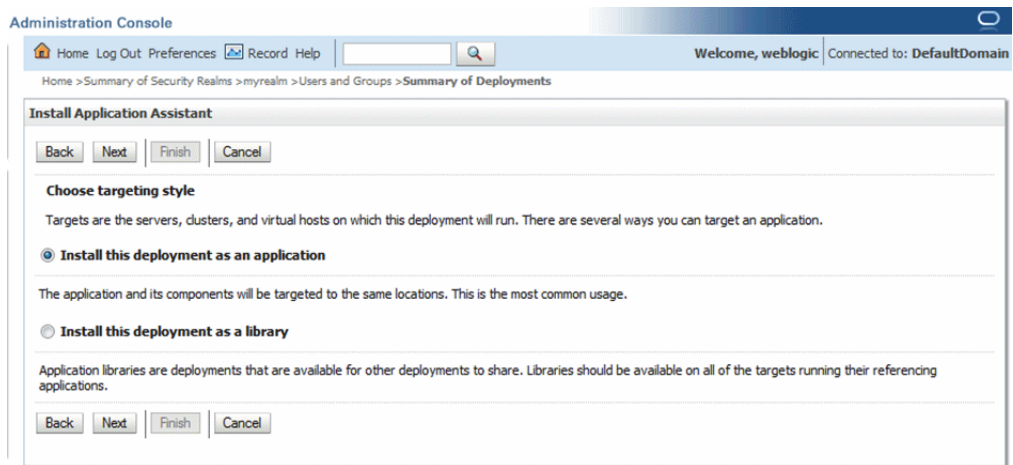 Administration Console
Home Log Out Preferences Record Help
Welcome, weblogic Connected to: DefaultDomain
Home >Summary of Security Realms >myrealm >Users and Groups >Summary of Deployments
Install Application Assistant
Back Next Finish Cancel
Choose targeting style
Targets are the servers, clusters, and virtual hosts on which this deployment will run. There are several ways you can target an application.
Install this deployment as an application
The application and its components will be targeted to the same locations. This is the most common usage.
Install this deployment as a library
Application libraries are deployments that are available for other deployments to share. Libraries should be available on all of the targets running their referencing
applications.
Back Next Finish Cancel